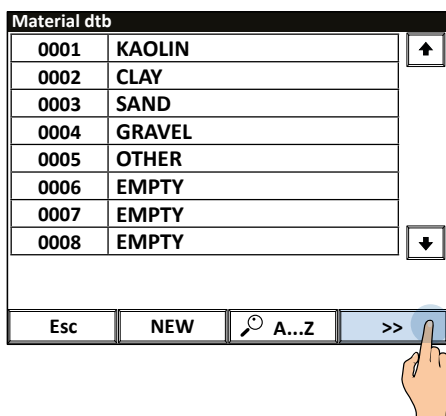 Material dtb
0001 KAOLIN
0002 CLAY
0003 SAND
0004 GRAVEL
0005 OTHER
0006 EMPTY
0007 EMPTY
0008 EMPTY
Esc NEW A...Z >>